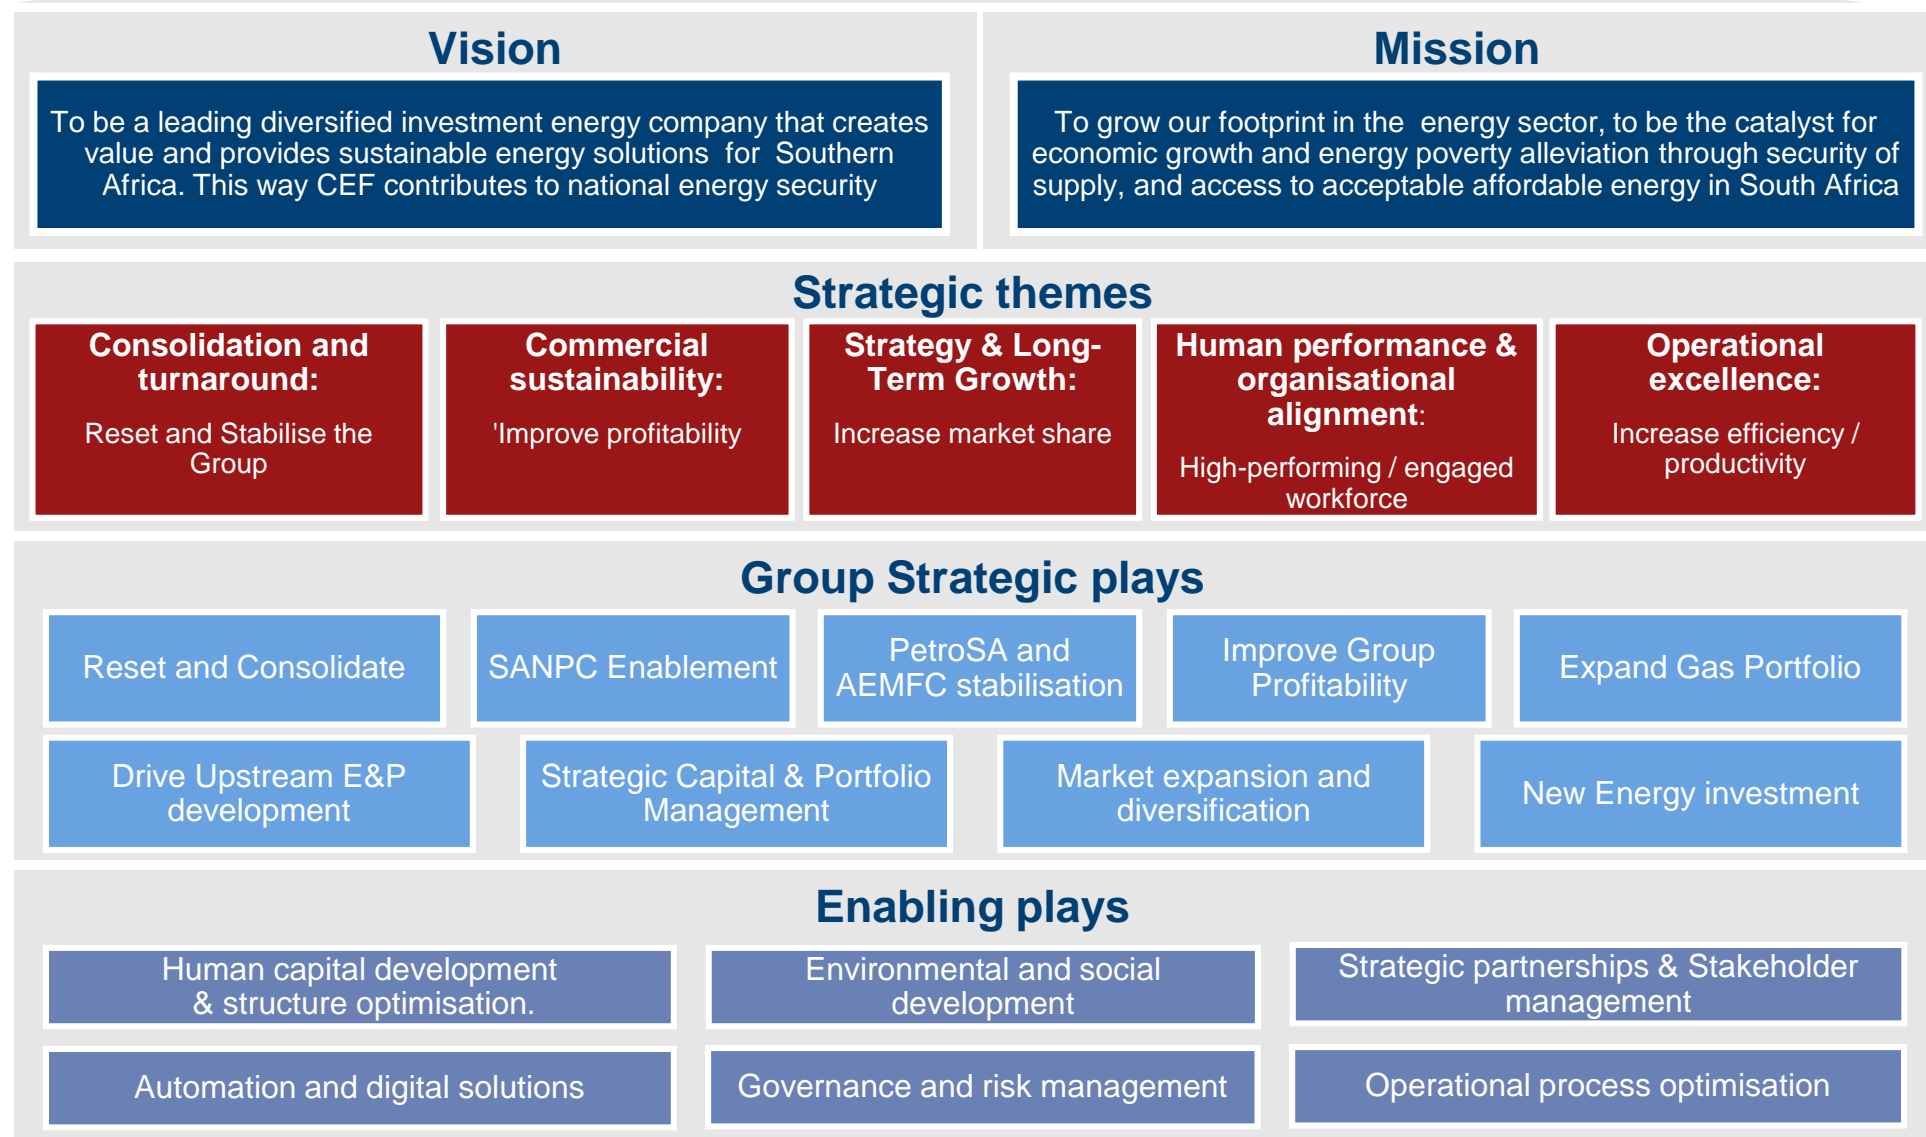 Vision
To be a leading diversified investment energy company that creates
value and provides sustainable energy solutions for Southern
Africa. This way CEF contributes to national energy security
Mission
To grow our footprint in the energy sector, to be the catalyst for
economic growth and energy poverty alleviation through security of
supply, and access to acceptable affordable energy in South Africa
Strategic themes
Consolidation and
turnaround:
Reset and Stabilise the
Group
Commercial
sustainability:
'Improve profitability
Strategy & Long-
Term Growth:
Increase market share
Human performance &
organisational
alignment:
High-performing / engaged
workforce
Operational
excellence:
Increase efficiency /
productivity
Group Strategic plays
Reset and Consolidate
SANPC Enablement
PetroSA and
AEMFC stabilisation
Improve Group
Profitability
Expand Gas Portfolio
Drive Upstream E&P
development
Strategic Capital & Portfolio
Management
Market expansion and
diversification
New Energy investment
Enabling plays
Human capital development
& structure optimisation.
Environmental and social
development
Strategic partnerships & Stakeholder
management
Automation and digital solutions
Governance and risk management
Operational process optimisation